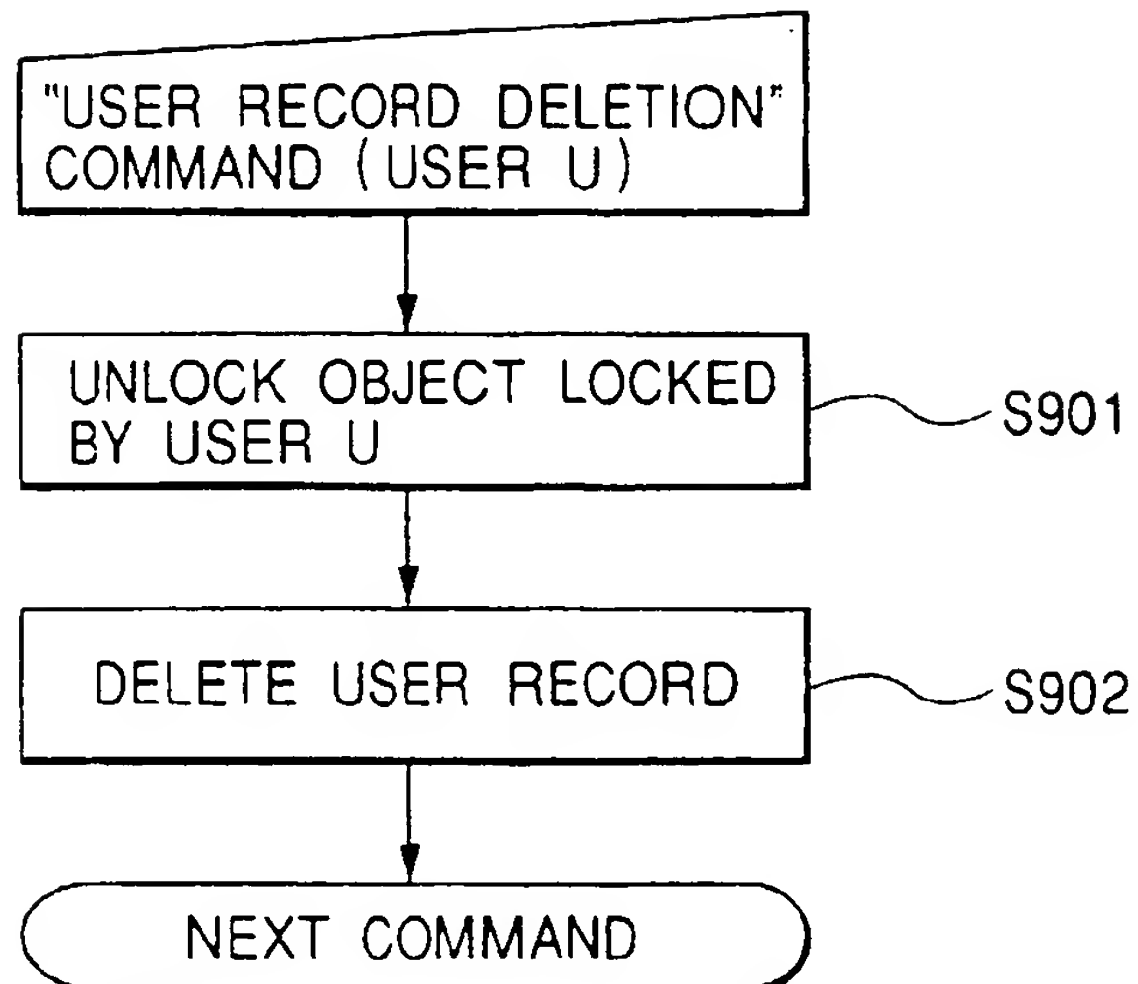 "USER RECORD DELETION"
COMMAND (USER U)
UNLOCK OBJECT LOCKED
BY USER U
S901
DELETE USER RECORD
S902
NEXT COMMAND